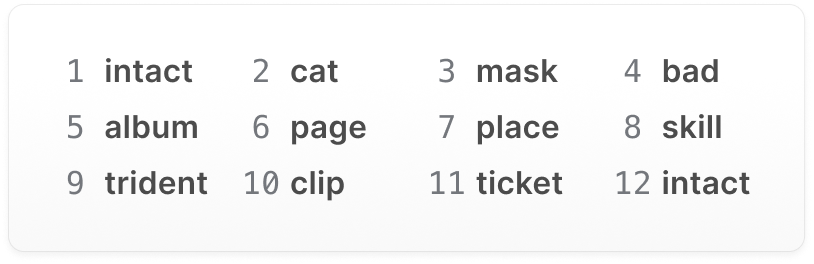 1 intact 2 cat 3 mask 4 bad
5 album 6 page 7 place 8 skill
9 trident 10 clip 11 ticket 12 intact